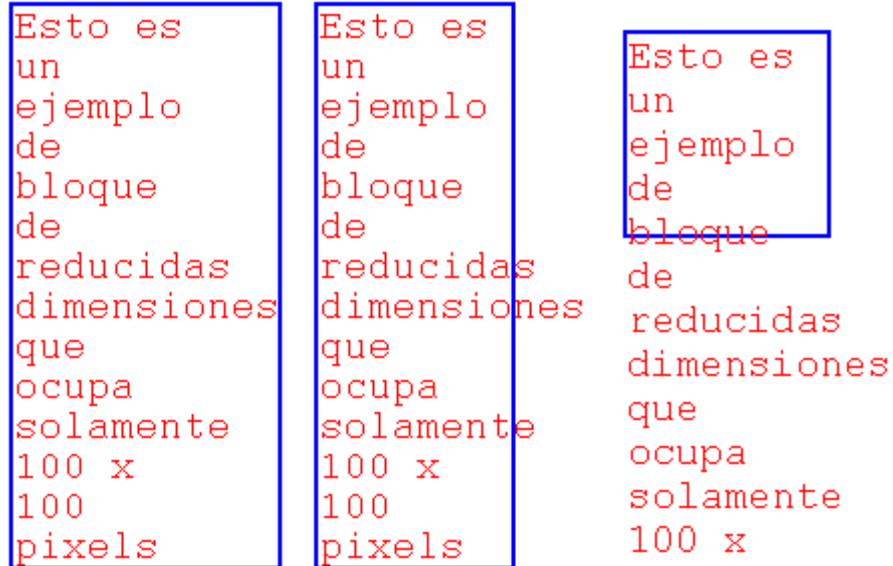 Esto es
un
ejemplo
de
bloque
de
reducidas
dimensiones
que
ocupa
solamente
100 x
100
pixels
Esto es
un
ejemplo
de
bloque
de
reducidas
dimensiones
que
ocupa
solamente
100 x
100
pixels
Esto es
un
ejemplo
de
bloque
de
reducidas
dimensiones
que
ocupa
solamente
100 x